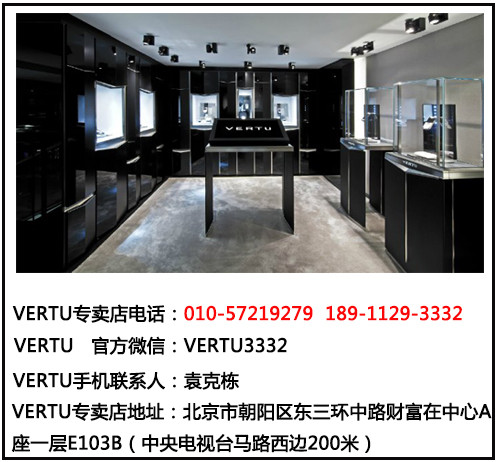 VERTU
VERTU
VERTU专卖店电话：010-57219279 189-1129-3332
VERTU 官方微信：VERTU3332
VERTU手机联系人：袁克栋
VERTU专卖店地址：北京市朝阳区东三环中路财富在中心A
座一层E103B（中央电视台马路西边200米）